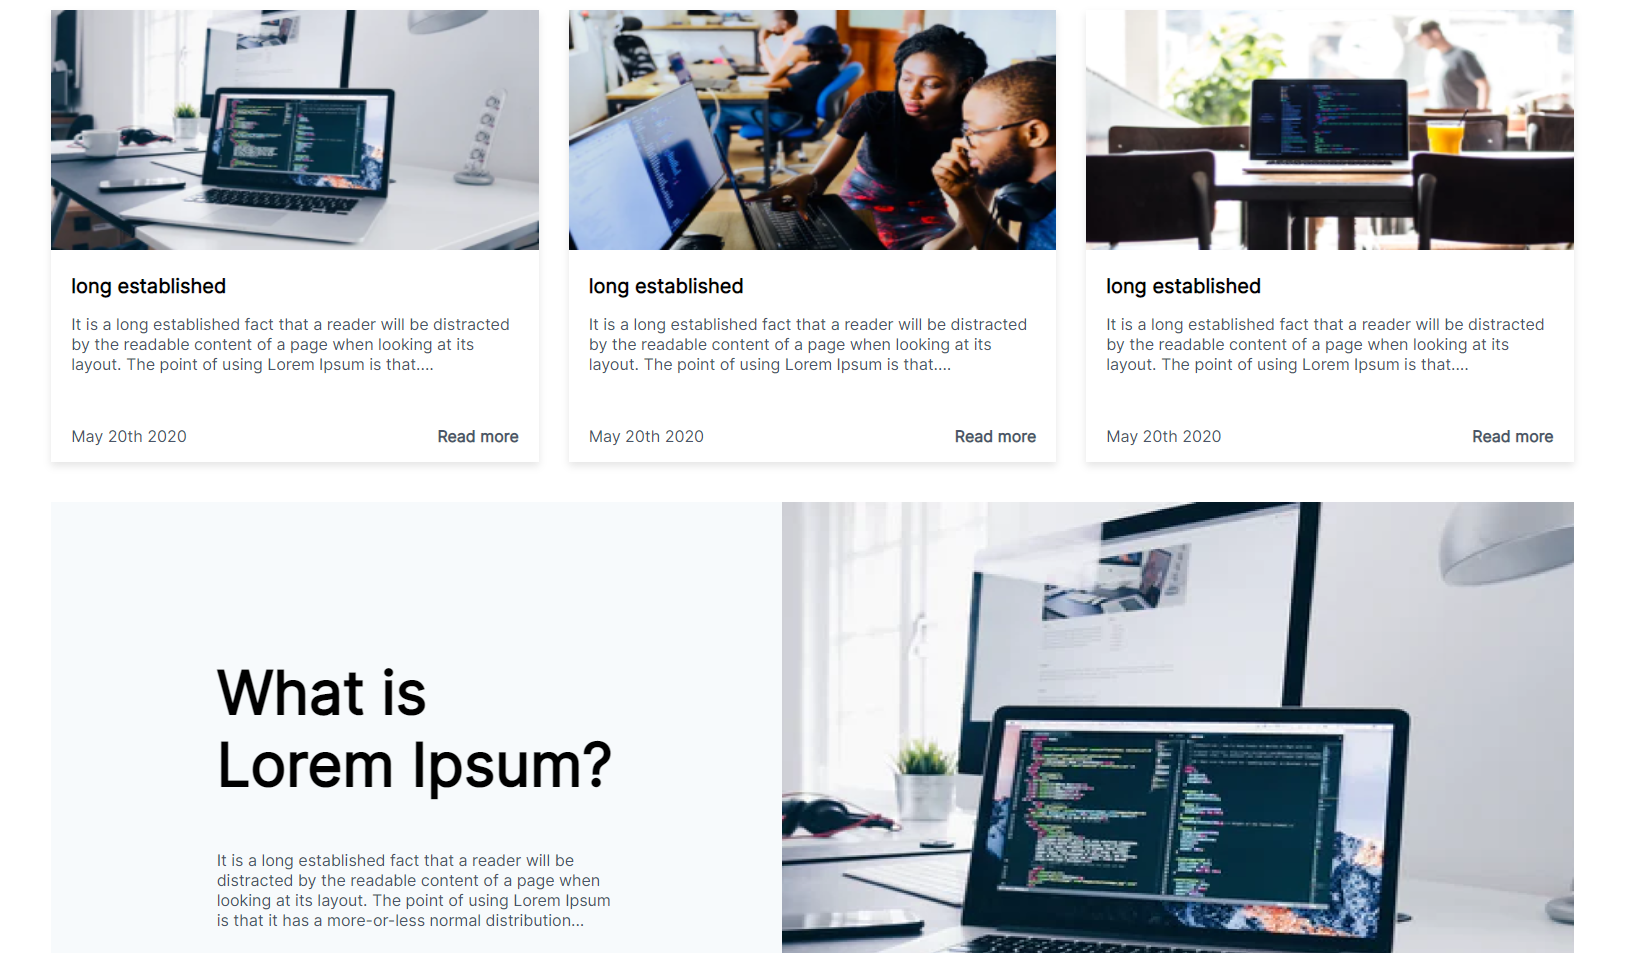 long established
It is a long established fact that a reader will be distracted
by the readable content of a page when looking at its
layout. The point of using Lorem Ipsum is that....
May 20th 2020
Read more
long established
It is a long established fact that a reader will be distracted
by the readable content of a page when looking at its
layout. The point of using Lorem Ipsum is that....
May 20th 2020
Read more
long established
It is a long established fact that a reader will be distracted
by the readable content of a page when looking at its
layout. The point of using Lorem Ipsum is that....
May 20th 2020
Read more
What is
Lorem Ipsum?
It is a long established fact that a reader will be
distracted by the readable content of a page when
looking at its layout. The point of using Lorem Ipsum
is that it has a more-or-less normal distribution...